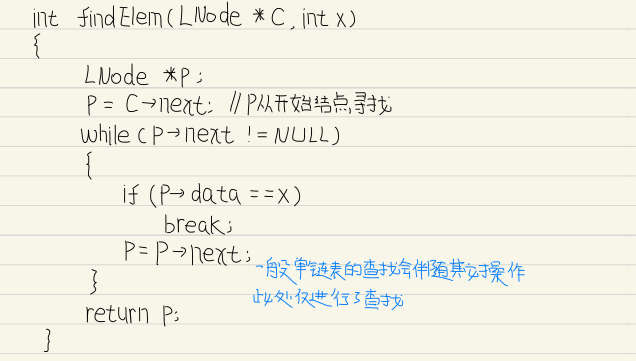 int findElem(LNode *C, int x)
{
LNode *P;
P = C→next; //P从开始结点寻找
while(P→next != NULL)
{
if (P→data ==x)
break;
P=P→next;
一般单链表的查找会伴随其它操作
}
此处仅进行了查找
return P;
}